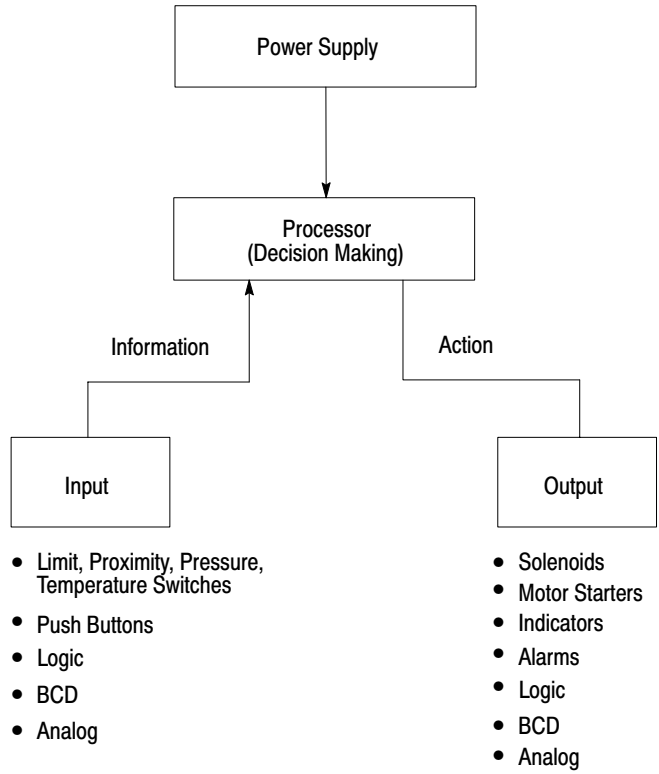 Power Supply
Processor
(Decision Making)
Information
Action
Input
Output
• Limit, Proximity, Pressure,
Temperature Switches
• Push Buttons
• Logic
• BCD
• Analog
• Solenoids
• Motor Starters
• Indicators
• Alarms
• Logic
• BCD
• Analog